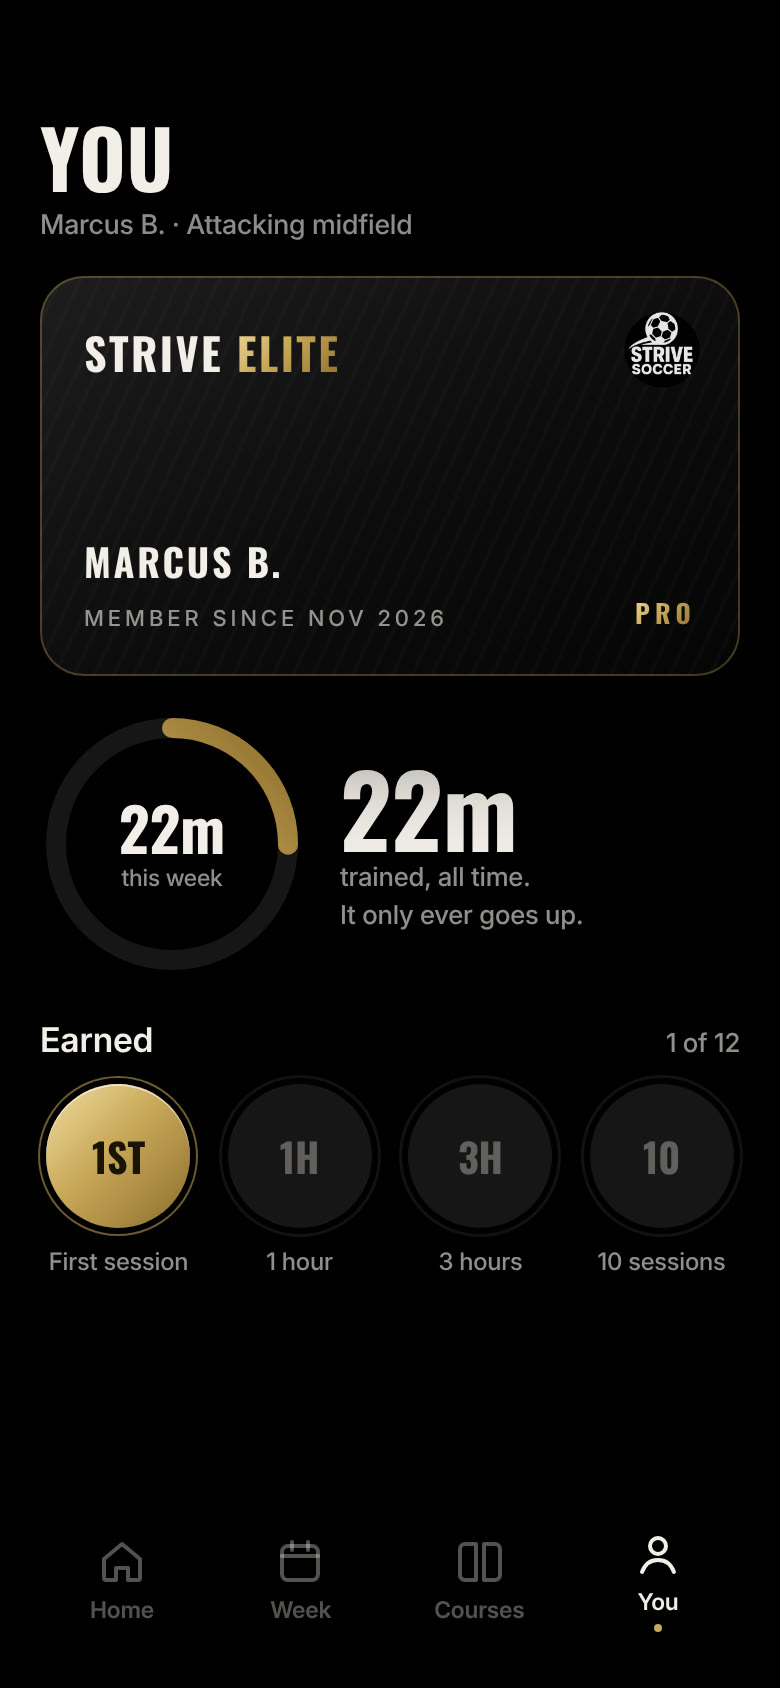 YOU
Marcus B. · Attacking midfield
STRIVE ELITE
STRIVE
SOCCER
MARCUS B.
MEMBER SINCE NOV 2026
PRO
22m
this week
22m
trained, all time.
It only ever goes up.
Earned
1 of 12
1ST
1H
3H
10
First session
1 hour
3 hours
10 sessions
Home
Week
Courses
You